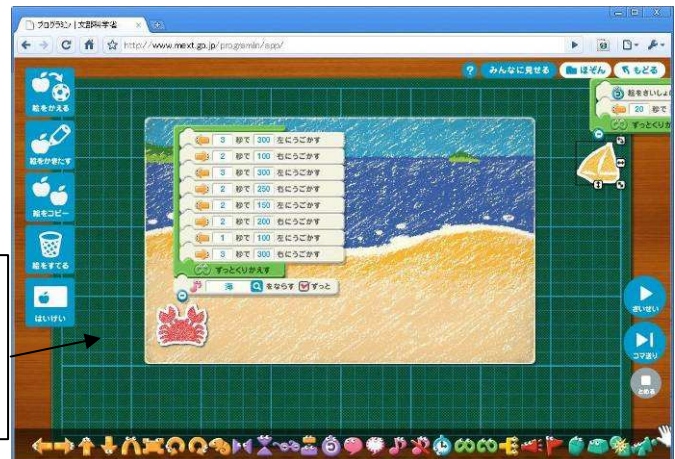 プログラミン | 文部科学省
http://www.mext.go.jp/programin/app/
?
みんなに見せる
ほぞん
もどる
絵をかえる
絵をかきたす
絵をコピー
絵をすてる
はいけい
3 秒で 300 左にうごかす
2 秒で 100 右にうごかす
3 秒で 300 左にうごかす
2 秒で 250 右にうごかす
2 秒で 150 左にうごかす
2 秒で 200 右にうごかす
1 秒で 100 左にうごかす
3 秒で 300 右にうごかす
ずっとくりかえす
海 をならす ずっと
絵をさいしょ
20 秒で
ずっとくりか
さいせい
コマ送り
とめる